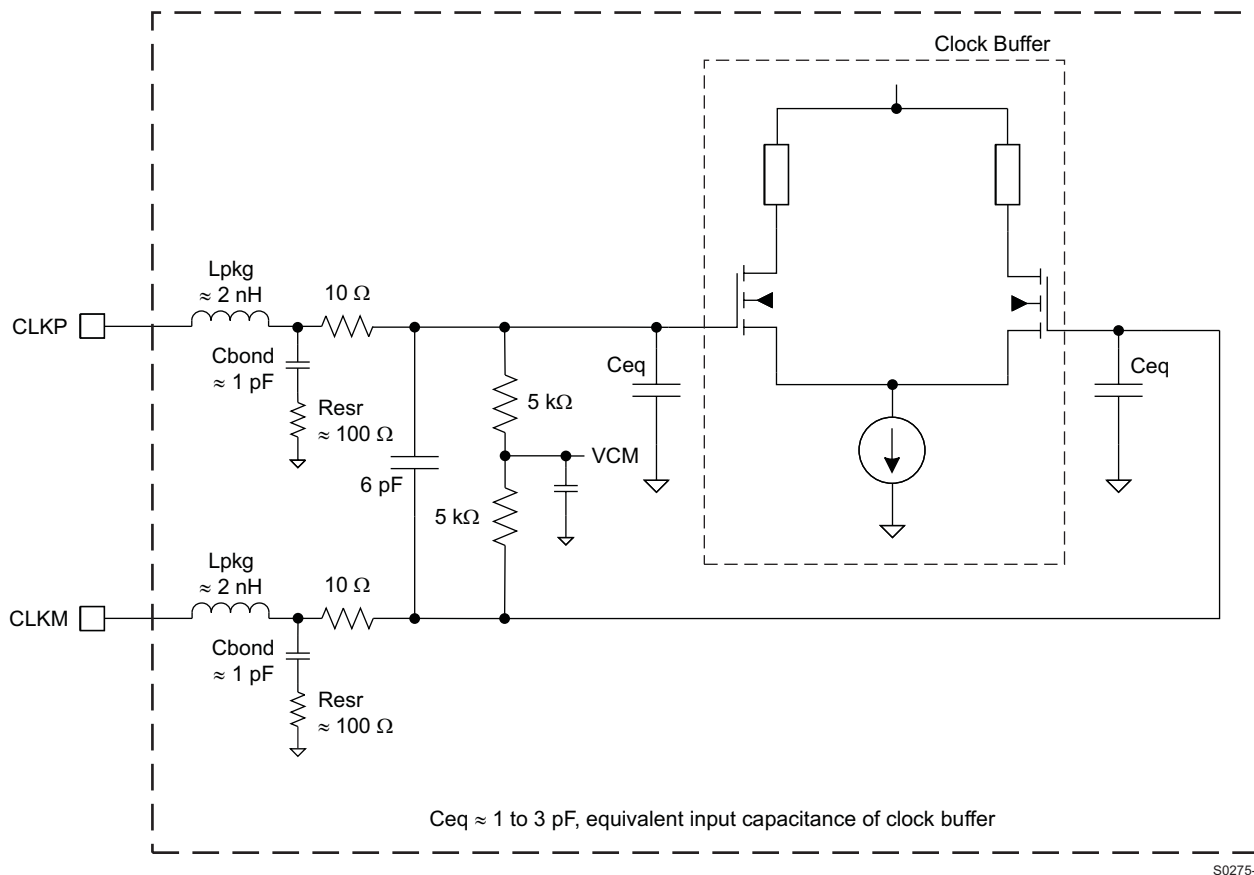 Clock Buffer
Lpkg
≈ 2 nH
10 Ω
CLKP
Cbond
≈ 1 pF
Resr
≈ 100 Ω
6 pF
5 kΩ
VCM
5 kΩ
Ceq
Ceq
Lpkg
≈ 2 nH
10 Ω
CLKM
Cbond
≈ 1 pF
Resr
≈ 100 Ω
Ceq ≈ 1 to 3 pF, equivalent input capacitance of clock buffer
S0275-